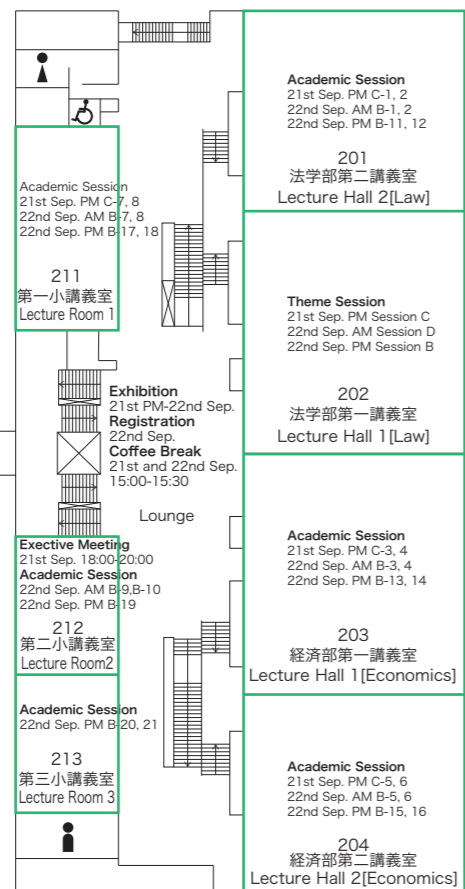 Academic Session
21st Sep. PM C-1, 2
22nd Sep. AM B-1, 2
22nd Sep. PM B-11, 12
201
法学部第二講義室
Lecture Hall 2[Law]
Academic Session
21st Sep. PM C-7, 8
22nd Sep. AM B-7, 8
22nd Sep. PM B-17, 18
211
第一小講義室
Lecture Room 1
Theme Session
21st Sep. PM Session C
22nd Sep. AM Session D
22nd Sep. PM Session B
202
法学部第一講義室
Lecture Hall 1[Law]
Exhibition
21st PM-22nd Sep.
Registration
22nd Sep.
Coffee Break
21st and 22nd Sep.
15:00-15:30
Lounge
Exective Meeting
21st Sep. 18:00-20:00
Academic Session
22nd Sep. AM B-9,B-10
22nd Sep. PM B-19
212
第二小講義室
Lecture Room2
Academic Session
21st Sep. PM C-3, 4
22nd Sep. AM B-3, 4
22nd Sep. PM B-13, 14
203
経済部第一講義室
Lecture Hall 1[Economics]
Academic Session
22nd Sep. PM B-20, 21
213
第三小講義室
Lecture Room 3
Academic Session
21st Sep. PM C-5, 6
22nd Sep. AM B-5, 6
22nd Sep. PM B-15, 16
204
経済部第二講義室
Lecture Hall 2[Economics]